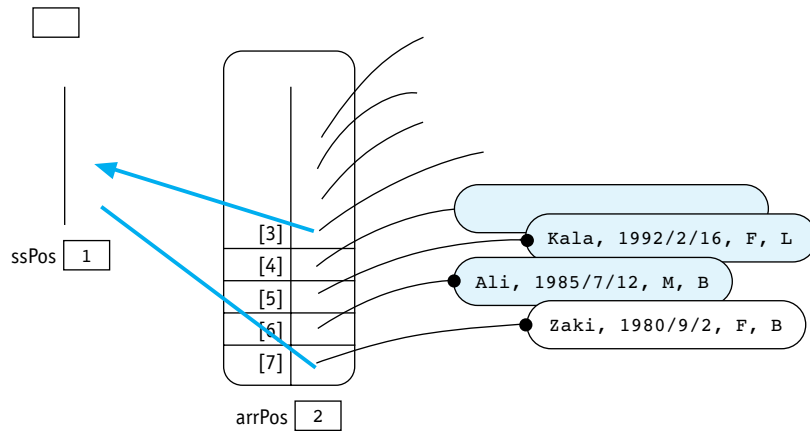 [3]
Kala, 1992/2/16, F, L
ssPos 1
[4]
Ali, 1985/7/12, M, B
[5]
Zaki, 1980/9/2, F, B
[6]
[7]
arrPos 2